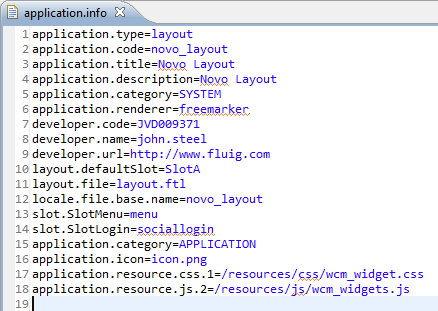 application.info
1 application.type=layout
2 application.code=novo_layout
3 application.title=Novo Layout
4 application.description=Novo Layout
5 application.category=SYSTEM
6 application.renderer=freemarker
7 developer.code=JVD009371
8 developer.name=john.steel
9 developer.url=http://www.fluig.com
10 layout.defaultSlot=SlotA
11 layout.file=layout.ftl
12 locale.file.base.name=novo_layout
13 slot.SlotMenu=menu
14 slot.SlotLogin=sociallogin
15 application.category=APPLICATION
16 application.icon=icon.png
17 application.resource.css.1=/resources/css/wcm_widget.css
18 application.resource.js.2=/resources/js/wcm_widgets.js
19